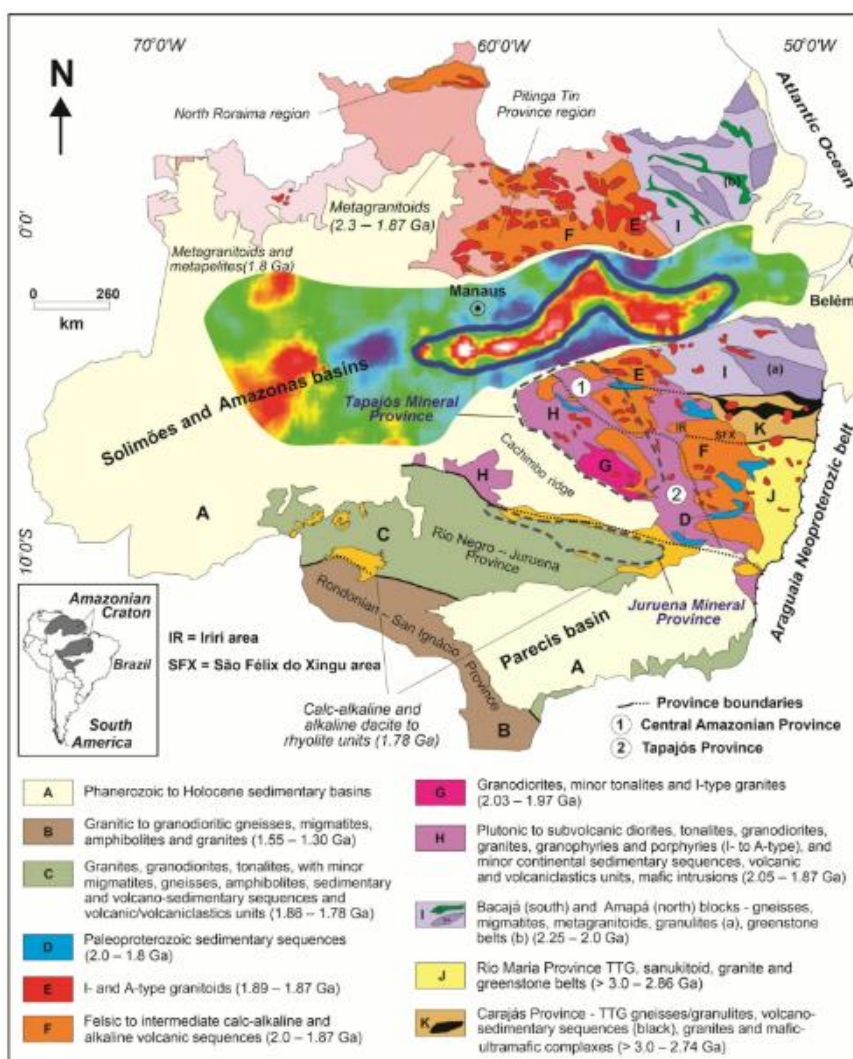 70°0'W
60°0'W
50°0'W
N
North Roraima region
Pitinga Tin
Province region
Atlantic Ocean
Metagranitoids
(2.3 – 1.87 Ga)
Metagranitoids and
metapelites(1.8 Ga)
0°0'
(b)
I
E
F
0 260
km
Manaus
Belém
Solimões and Amazonas basins
Tapajós Mineral
Province
1
E
I
(a)
H
K
IR
SFX
F
G
Cachimbo ridge
2
J
D
H
A
C
Rio Negro – Juruena
Province
10°0'S
Rondonian – San Ignácio Province
Juruena Mineral
Province
Parecis basin
A
B
Araguaia Neoproterozic belt
Amazonian
Craton
Brazil
South
America
IR = Iriri area
SFX = São Félix do Xingu area
Calc-alkaline and
alkaline dacite to
rhyolite units (1.78 Ga)
Province boundaries
1 Central Amazonian Province
2 Tapajós Province
A Phanerozoic to Holocene sedimentary basins
B Granitic to granodioritic gneisses, migmatites,
amphibolites and granites (1.55 – 1.30 Ga)
C Granites, granodiorites, tonalites, with minor
migmatites, gneisses, amphibolites, sedimentary
and volcano-sedimentary sequences and
volcanic/volvaniclastics units (1.86 – 1.78 Ga)
D Paleoproterozoic sedimentary sequences
(2.0 – 1.8 Ga)
E I- and A-type granitoids (1.89 – 1.87 Ga)
F Felsic to intermediate calc-alkaline and
alkaline volcanic sequences (2.0 – 1.87 Ga)
G Granodiorites, minor tonalites and I-type granites
(2.03 – 1.97 Ga)
H Plutonic to subvolcanic diorites, tonalites, granodiorites,
granites, granophyries and porphyries (I- to A-type), and
minor continental sedimentary sequences, volcanic
and volcaniclastics units, mafic intrusions (2.05 – 1.87 Ga)
I Bacajá (south) and Amapá (north) blocks - gneisses,
migmatites, metagranitoids, granulites (a), greenstone
belts (b) (2.25 – 2.0 Ga)
J Rio Maria Province TTG, sanukitoid, granite and
greenstone belts (> 3.0 – 2.86 Ga)
K Carajás Province - TTG gneisses/granulites, volcano-
sedimentary sequences (black), granites and mafic-
ultramafic complexes (> 3.0 – 2.74 Ga)